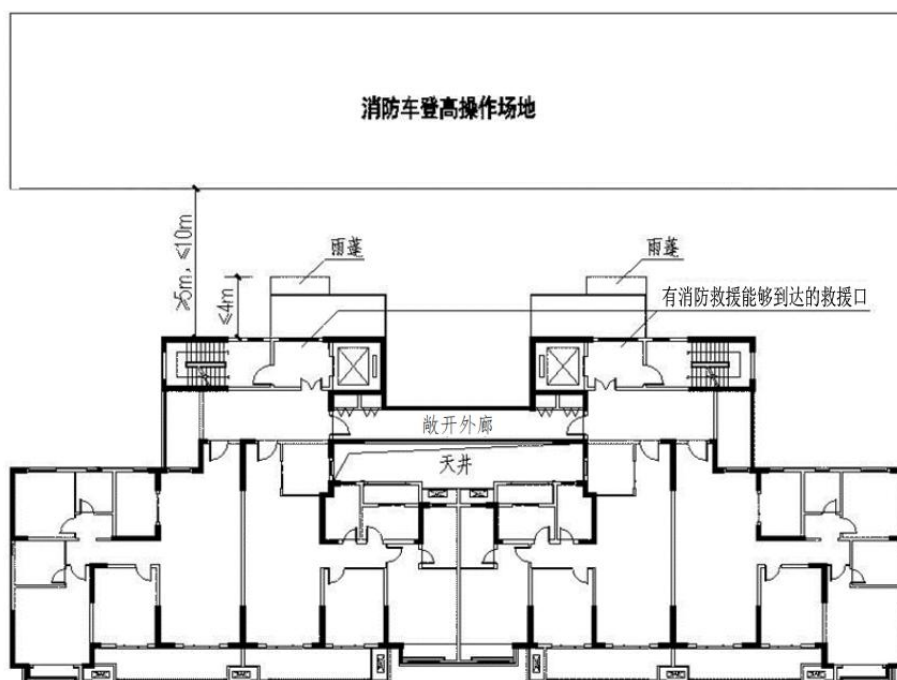 消防车登高操作场地
≥5m，≤10m
≤4m
雨蓬
雨蓬
有消防救援能够到达的救援口
敞开外廊
天井